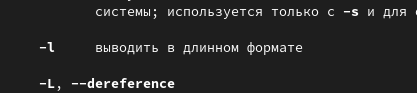 системы; используется только с -s и для
-l выводить в длинном формате
-L, --dereference